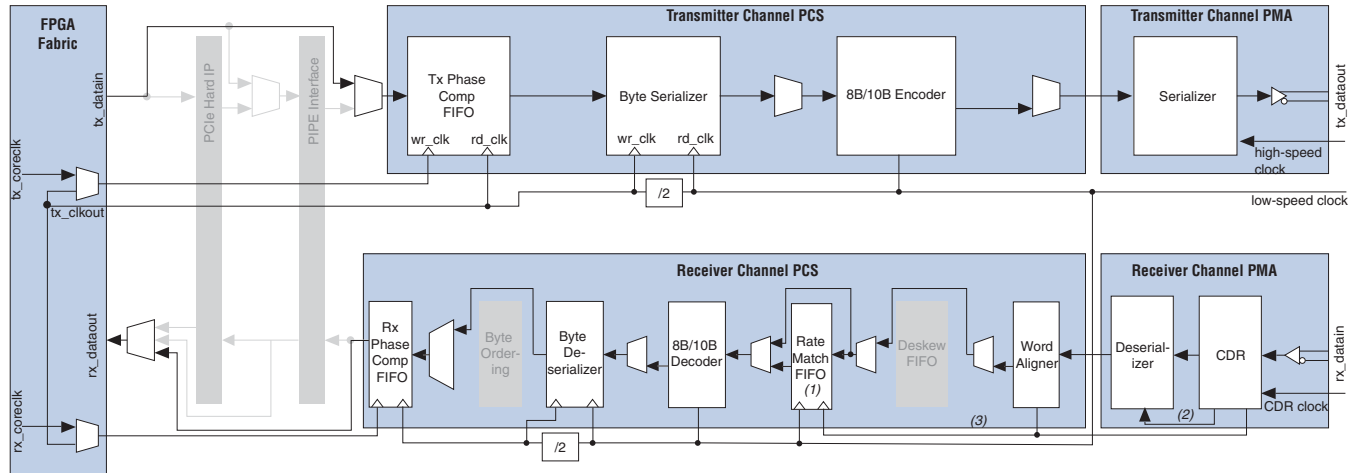 FPGA
Fabric
Transmitter Channel PCS
Transmitter Channel PMA
tx_datain
PCIe Hard IP
PIPE Interface
Tx Phase
Comp
FIFO
wr_clk
rd_clk
Byte Serializer
wr_clk
rd_clk
8B/10B Encoder
Serializer
tx_dataout
high-speed
clock
tx_coreclk
tx_clkout
/2
low-speed clock
Receiver Channel PCS
Receiver Channel PMA
rx_dataout
Rx
Phase
Comp
FIFO
Byte
Order-
ing
Byte
De-
serializer
8B/10B
Decoder
Rate
Match
FIFO
(1)
Deskew
FIFO
Word
Aligner
Deserial-
izer
CDR
rx_datain
CDR clock
(2)
(3)
rx_coreclk
/2